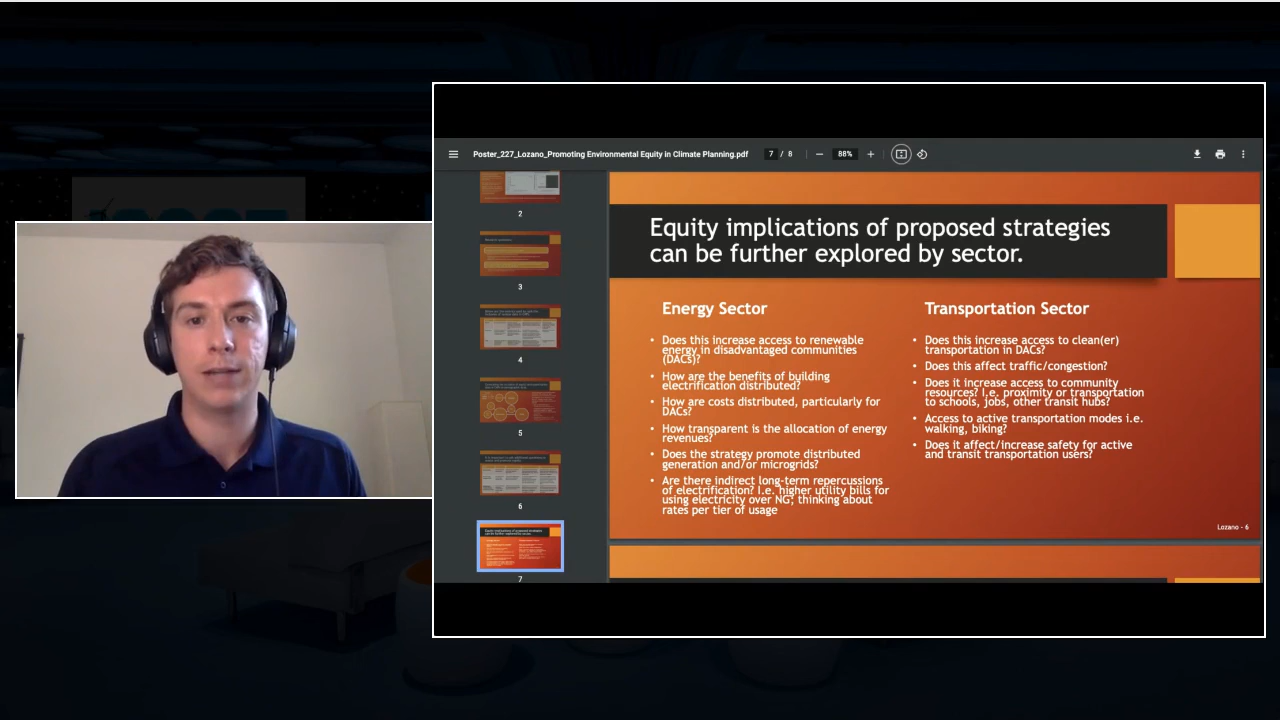 Poster_227_Lozano_Promoting Environmental Equity in Climate Planning.pdf
7 / 8
88%
2
3
4
5
6
7
Equity implications of proposed strategies
can be further explored by sector.
Energy Sector
• Does this increase access to renewable
energy in disadvantaged communities
(DACs)?
• How are the benefits of building
electrification distributed?
• How are costs distributed, particularly for
DACs?
• How transparent is the allocation of energy
revenues?
• Does the strategy promote distributed
generation and/or microgrids?
• Are there indirect long-term repercussions
of electrification? I.e. higher utility bills for
using electricity over NG; thinking about
rates per tier of usage
Transportation Sector
• Does this increase access to clean(er)
transportation in DACs?
• Does this affect traffic/congestion?
• Does it increase access to community
resources? I.e. proximity or transportation
to schools, jobs, other transit hubs?
• Access to active transportation modes i.e.
walking, biking?
• Does it affect/increase safety for active
and transit transportation users?
Lozano - 6